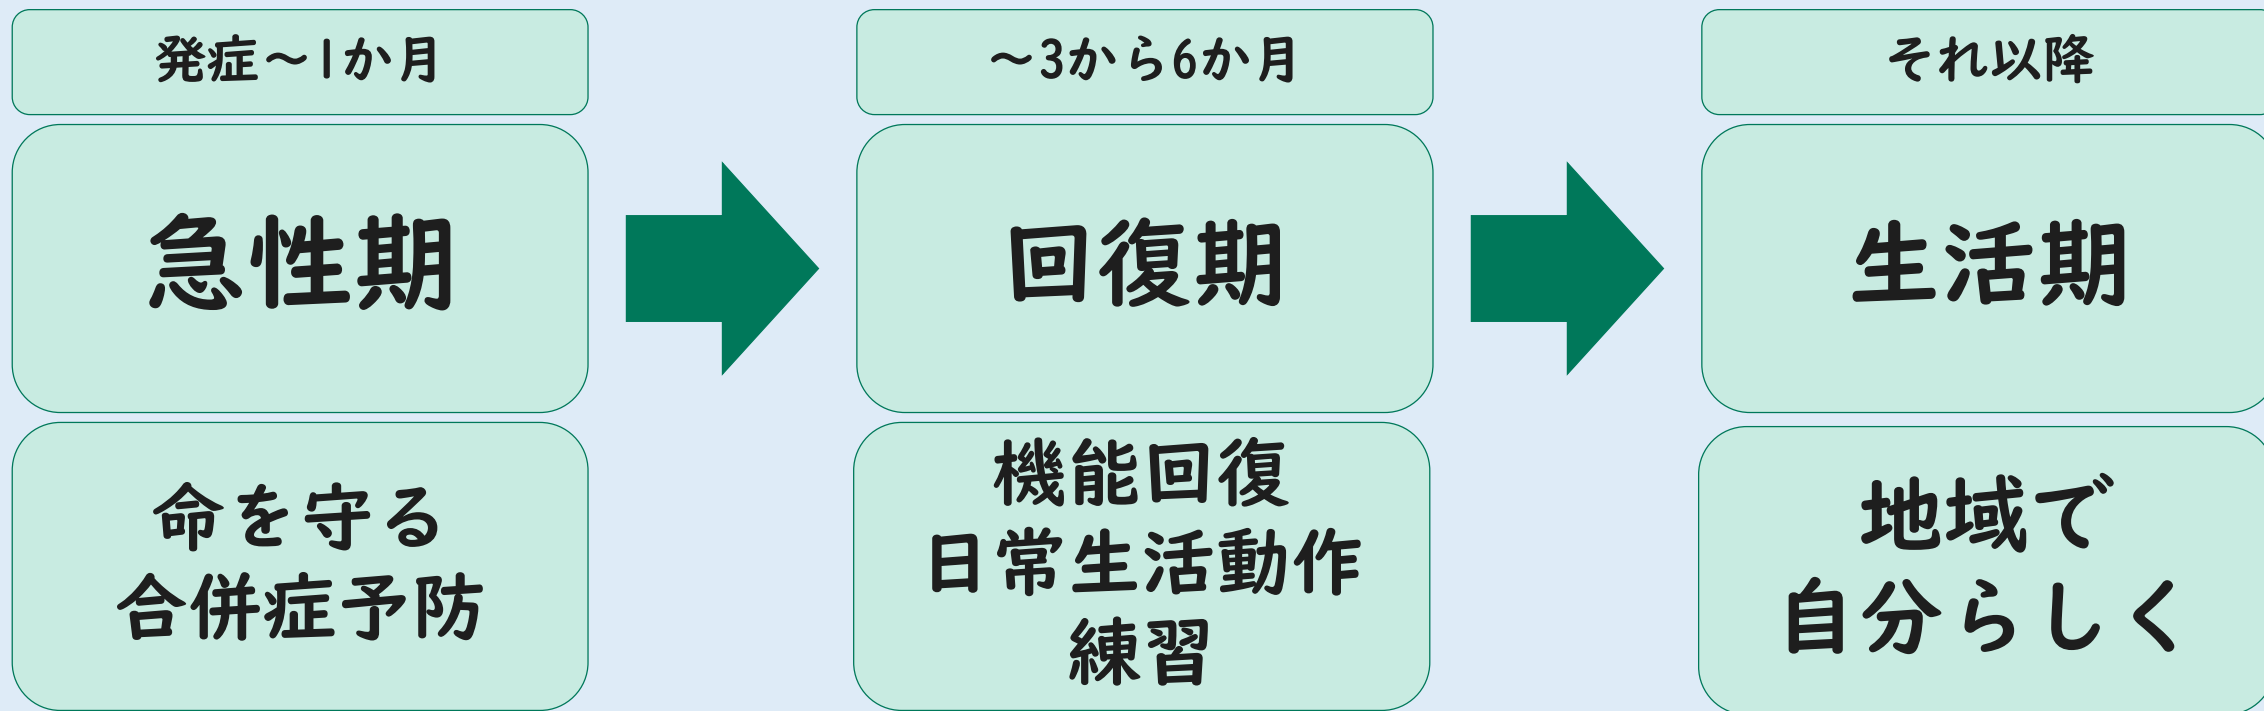 発症～1か月
急性期
命を守る
合併症予防
～3から6か月
回復期
機能回復
日常生活動作
練習
それ以降
生活期
地域で
自分らしく